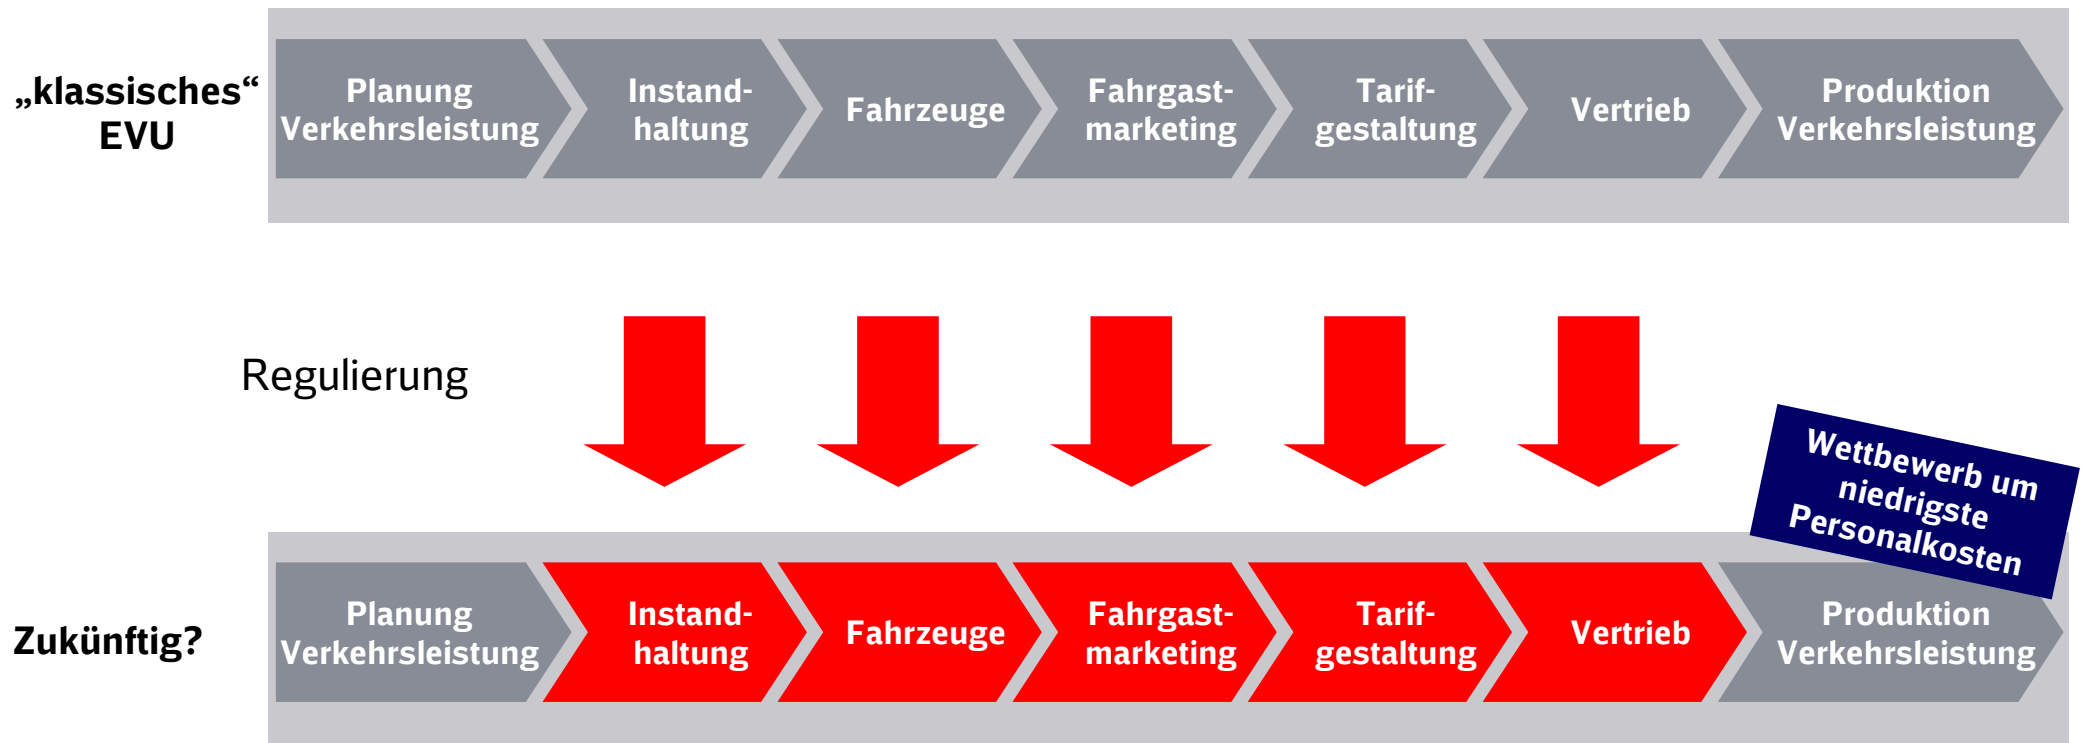 „klassisches“
EVU
Planung
Verkehrsleistung
Instand-
haltung
Fahrzeuge
Fahrgast-
marketing
Tarif-
gestaltung
Vertrieb
Produktion
Verkehrsleistung
Regulierung
Wettbewerb um
niedrigste
Personalkosten
Zukünftig?
Planung
Verkehrsleistung
Instand-
haltung
Fahrzeuge
Fahrgast-
marketing
Tarif-
gestaltung
Vertrieb
Produktion
Verkehrsleistung